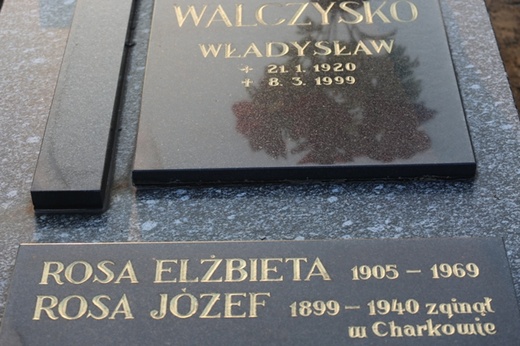 WALCZYSKO
WŁADYSŁAW
+ 21. 1. 1920
+ 8. 3. 1999
ROSA ELŻBIETA 1905 – 1969
ROSA JÓZEF 1899 – 1940 zginął
w Charkowie